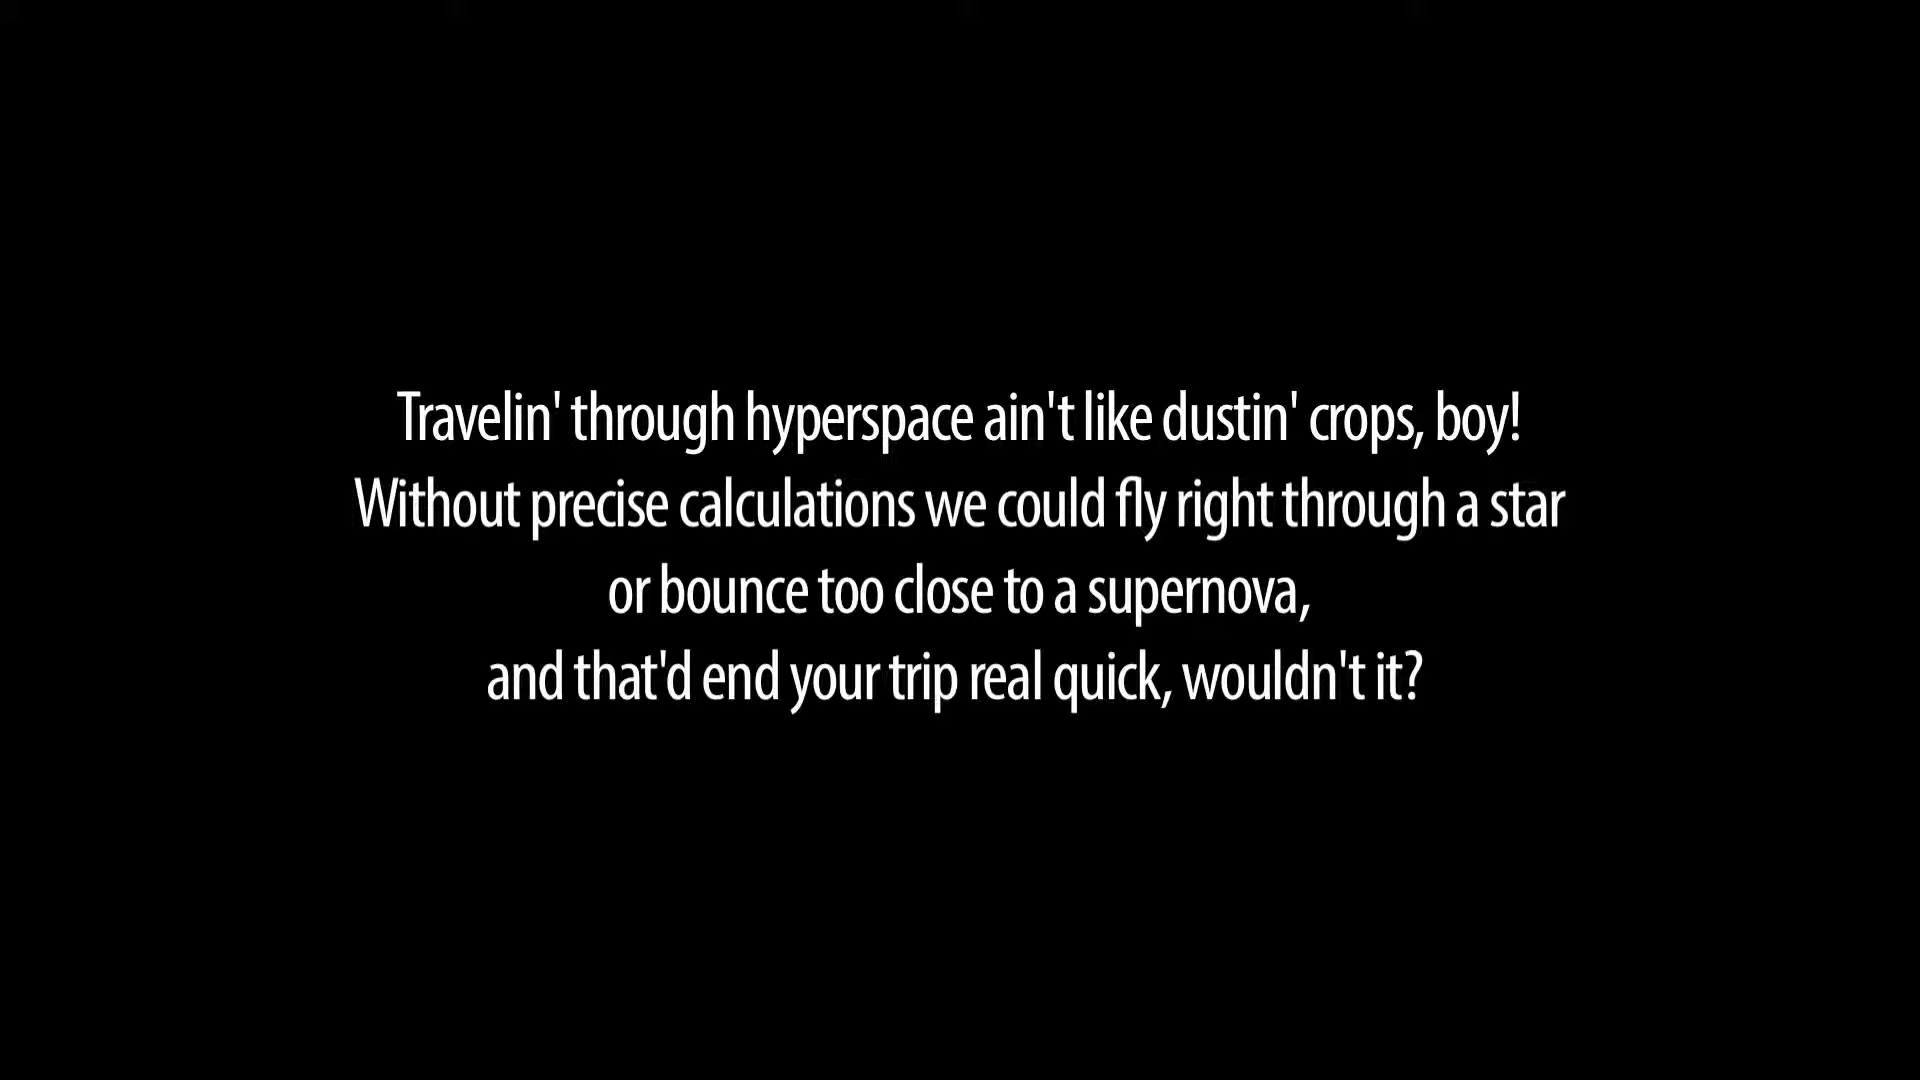 Travelin' through hyperspace ain't like dustin' crops, boy!
Without precise calculations we could fly right through a star
or bounce too close to a supernova,
and that'd end your trip real quick, wouldn't it?